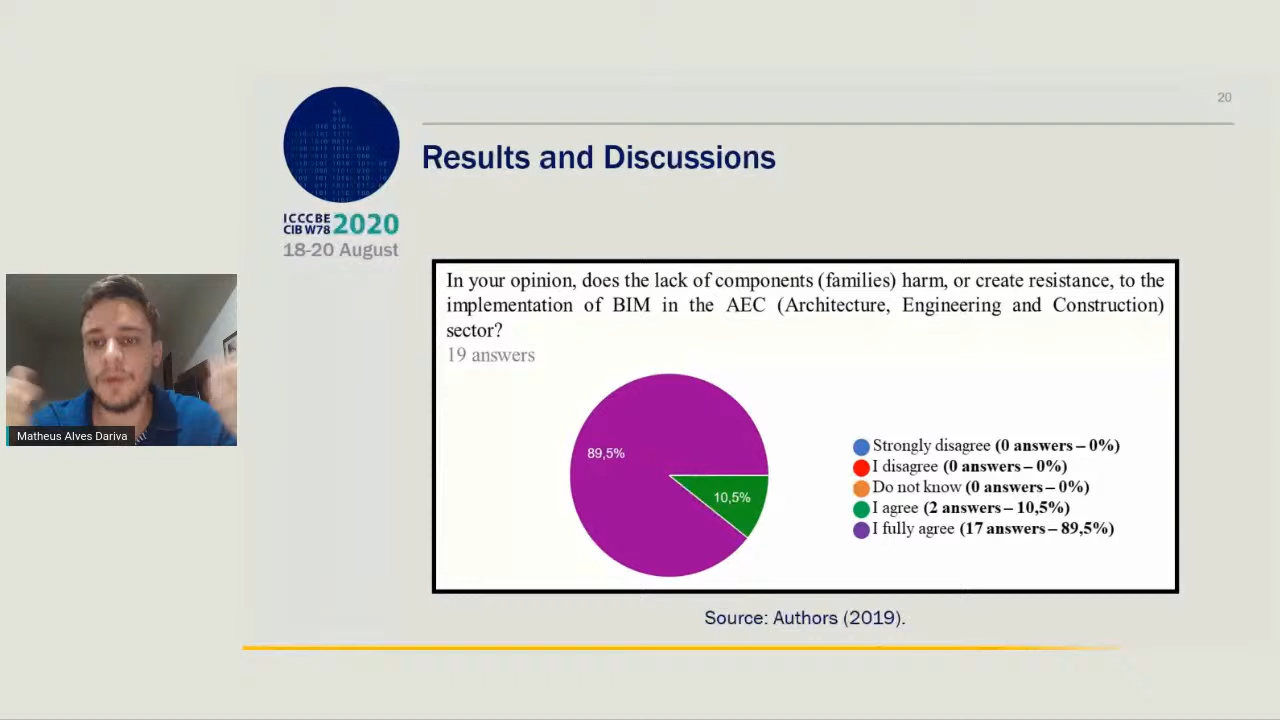 20
Results and Discussions
ICCCBE
CIB W78 2020
18-20 August
In your opinion, does the lack of components (families) harm, or create resistance, to the
implementation of BIM in the AEC (Architecture, Engineering and Construction)
sector?
19 answers
89,5%
10,5%
Strongly disagree (0 answers – 0%)
I disagree (0 answers – 0%)
Do not know (0 answers – 0%)
I agree (2 answers – 10,5%)
I fully agree (17 answers – 89,5%)
Matheus Alves Dariva
Source: Authors (2019).